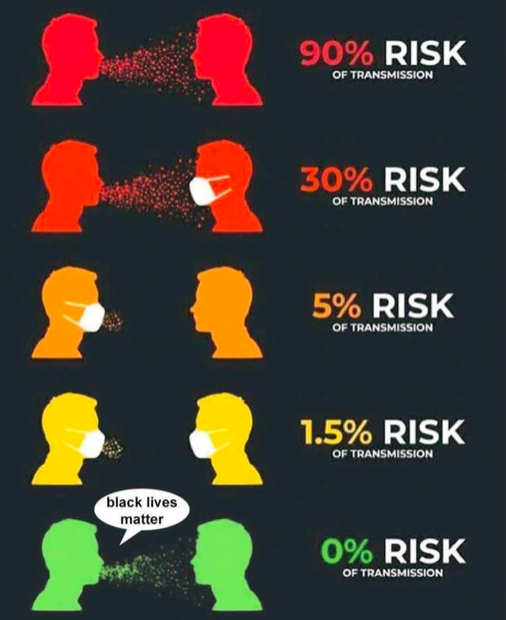 90% RISK
OF TRANSMISSION
30% RISK
OF TRANSMISSION
5% RISK
OF TRANSMISSION
1.5% RISK
OF TRANSMISSION
black lives
matter
0% RISK
OF TRANSMISSION